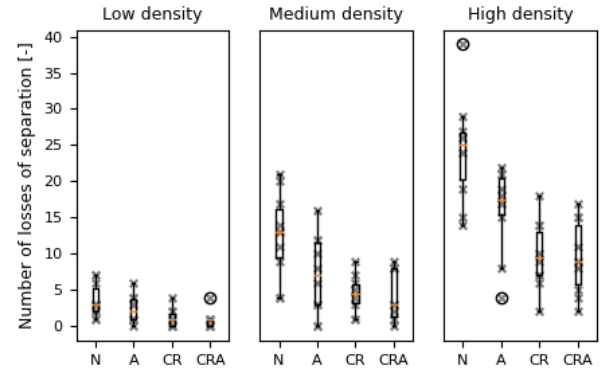 Low density
Medium density
High density
Number of losses of separation [-]
40
35
30
25
20
15
10
5
0
N A CR CRA
N A CR CRA
N A CR CRA